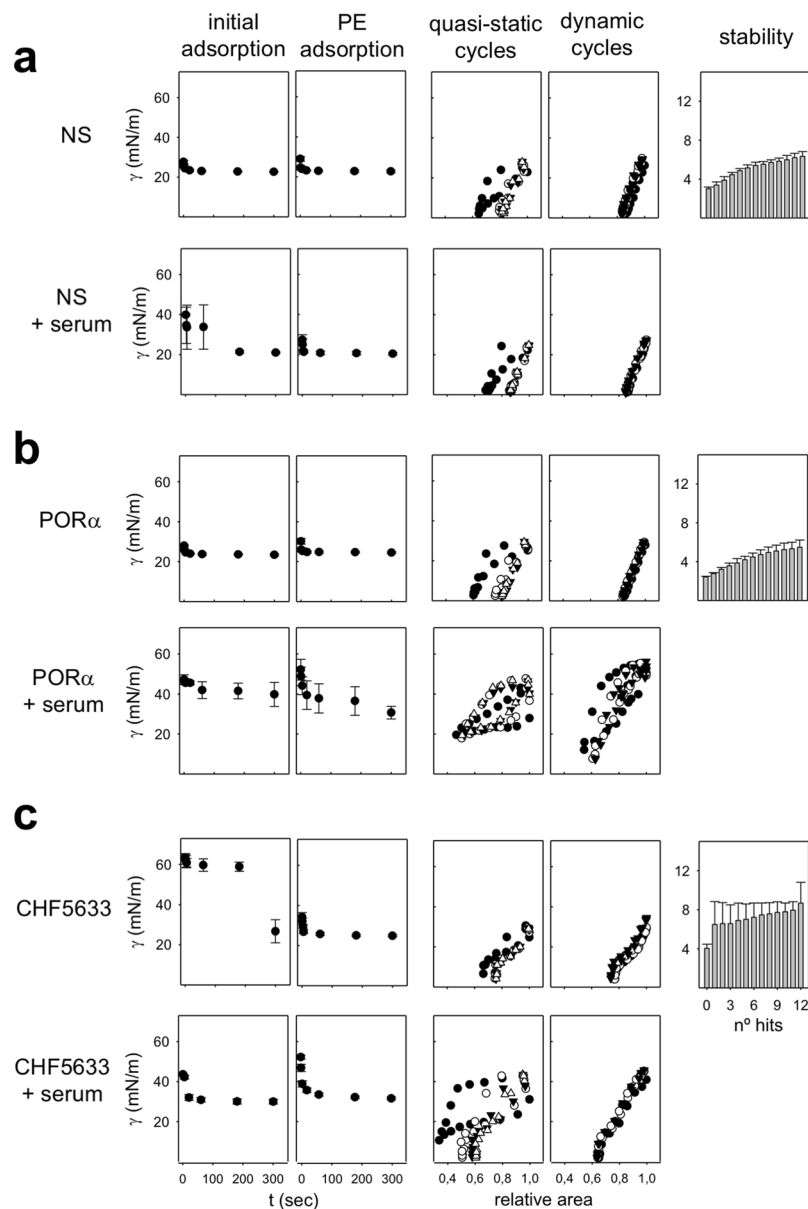 initial adsorption
PE adsorption
quasi-static cycles
dynamic cycles
stability
a
NS
γ (mN/m)
60
40
20
12
8
4
NS + serum
γ (mN/m)
60
40
20
b
PORα
γ (mN/m)
60
40
20
12
8
4
PORα + serum
γ (mN/m)
60
40
20
c
CHF5633
γ (mN/m)
60
40
20
12
8
4
0 3 6 9 12
nº hits
CHF5633 + serum
γ (mN/m)
60
40
20
0 100 200 300
0 100 200 300
0,4 0,6 0,8 1,0
0,4 0,6 0,8 1,0
t (sec)
relative area